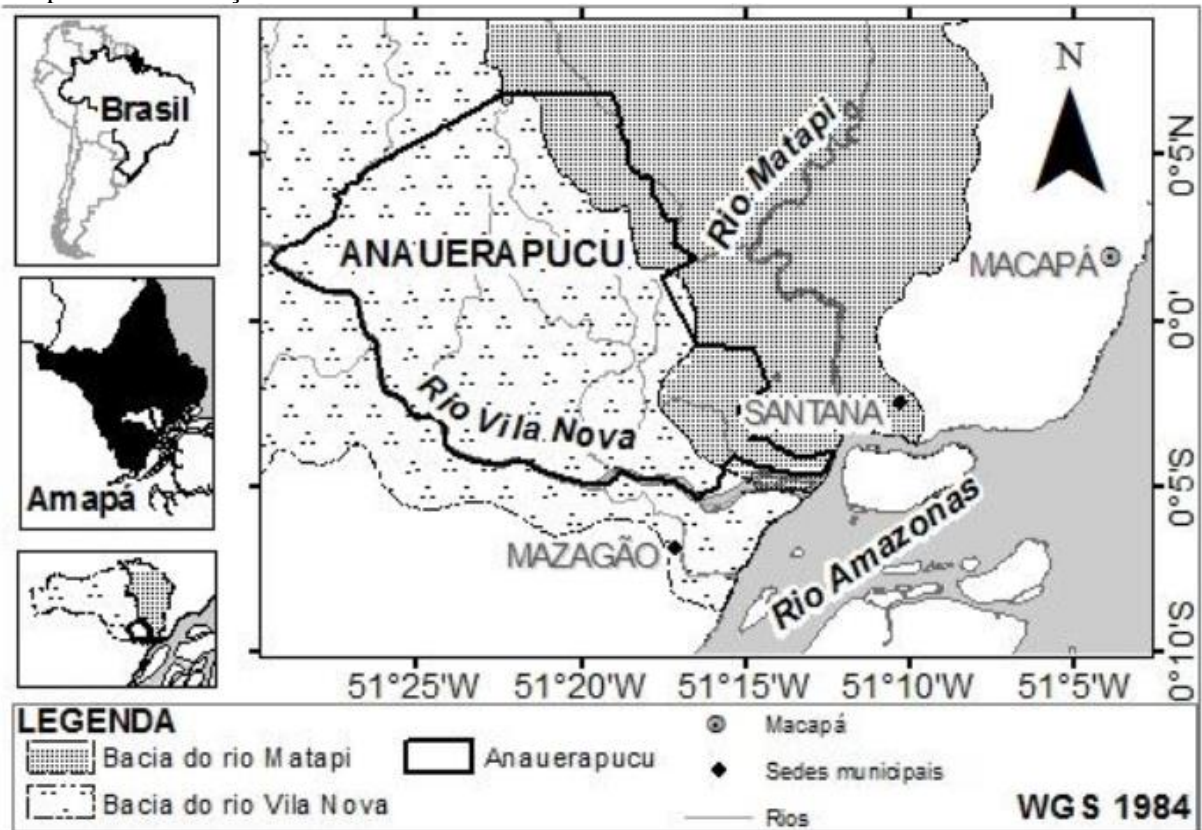 Brasil
Amapá
N
Rio Matapi
ANAUERAPUCU
MACAPÁ
Rio Vila Nova
SANTANA
MAZAGÃO
Rio Amazonas
0°5'N
0°0'
0°5'S
0°10'S
51°25'W 51°20'W 51°15'W 51°10'W 51°5'W
LEGENDA
Bacia do rio Matapi
Bacia do rio Vila Nova
Anauerapucu
Macapá
Sedes municipais
Rios
WGS 1984